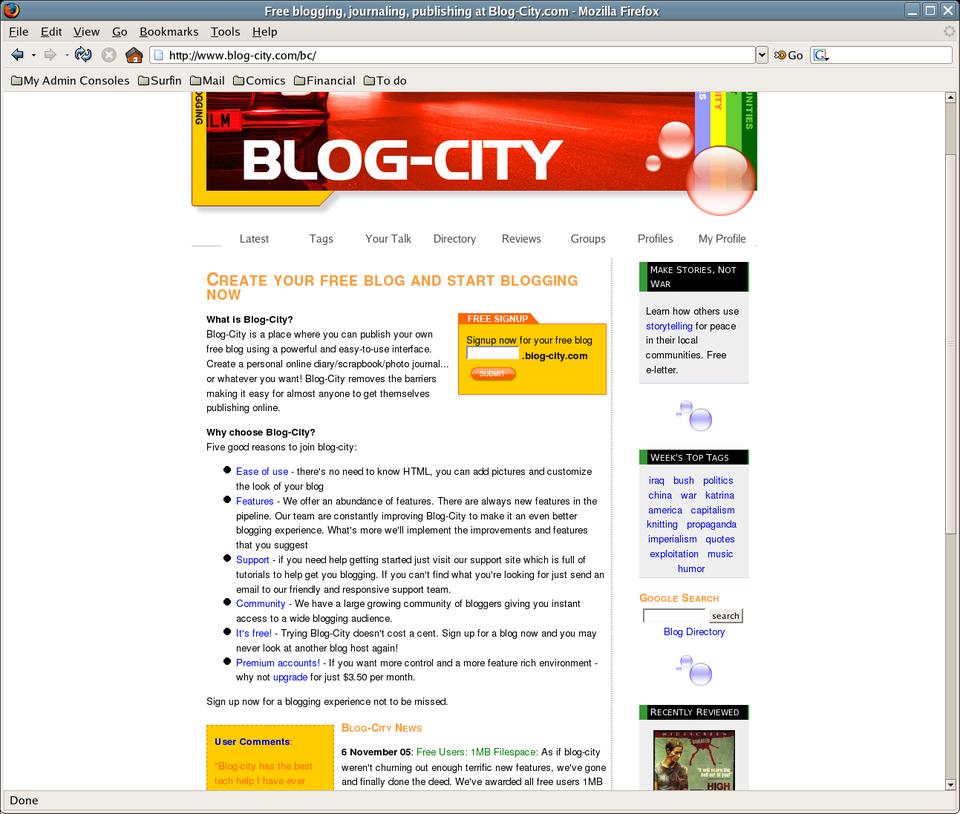 Free blogging, journaling, publishing at Blog-City.com - Mozilla Firefox
File Edit View Go Bookmarks Tools Help
http://www.blog-city.com/bc/
Go
My Admin Consoles Surfin Mail Comics Financial To do
LM
BLOG-CITY
Latest Tags Your Talk Directory Reviews Groups Profiles My Profile
CREATE YOUR FREE BLOG AND START BLOGGING
NOW
What is Blog-City?
Blog-City is a place where you can publish your own
free blog using a powerful and easy-to-use interface.
Create a personal online diary/scrapbook/photo journal...
or whatever you want! Blog-City removes the barriers
making it easy for almost anyone to get themselves
publishing online.
FREE SIGNUP
Signup now for your free blog
.blog-city.com
SUBMIT
Why choose Blog-City?
Five good reasons to join blog-city:
Ease of use - there's no need to know HTML, you can add pictures and customize
the look of your blog
Features - We offer an abundance of features. There are always new features in the
pipeline. Our team are constantly improving Blog-City to make it an even better
blogging experience. What's more we'll implement the improvements and features
that you suggest
Support - if you need help getting started just visit our support site which is full of
tutorials to help get you blogging. If you can't find what you're looking for just send an
email to our friendly and responsive support team.
Community - We have a large growing community of bloggers giving you instant
access to a wide blogging audience.
It's free! - Trying Blog-City doesn't cost a cent. Sign up for a blog now and you may
never look at another blog host again!
Premium accounts! - If you want more control and a more feature rich environment -
why not upgrade for just $3.50 per month.
Sign up now for a blogging experience not to be missed.
User Comments:
"Blog-city has the best
tech help I have ever
BLOG-CITY NEWS
6 November 05: Free Users: 1MB Filespace: As if blog-city
weren't churning out enough terrific new features, we've gone
and finally done the deed. We've awarded all free users 1MB
MAKE STORIES, NOT
WAR
Learn how others use
storytelling for peace
in their local
communities. Free
e-letter.
WEEK'S TOP TAGS
iraq bush politics
china war katrina
america capitalism
knitting propaganda
imperialism quotes
exploitation music
humor
GOOGLE SEARCH
search
Blog Directory
RECENTLY REVIEWED
WIDESCREEN
HIGH
Done